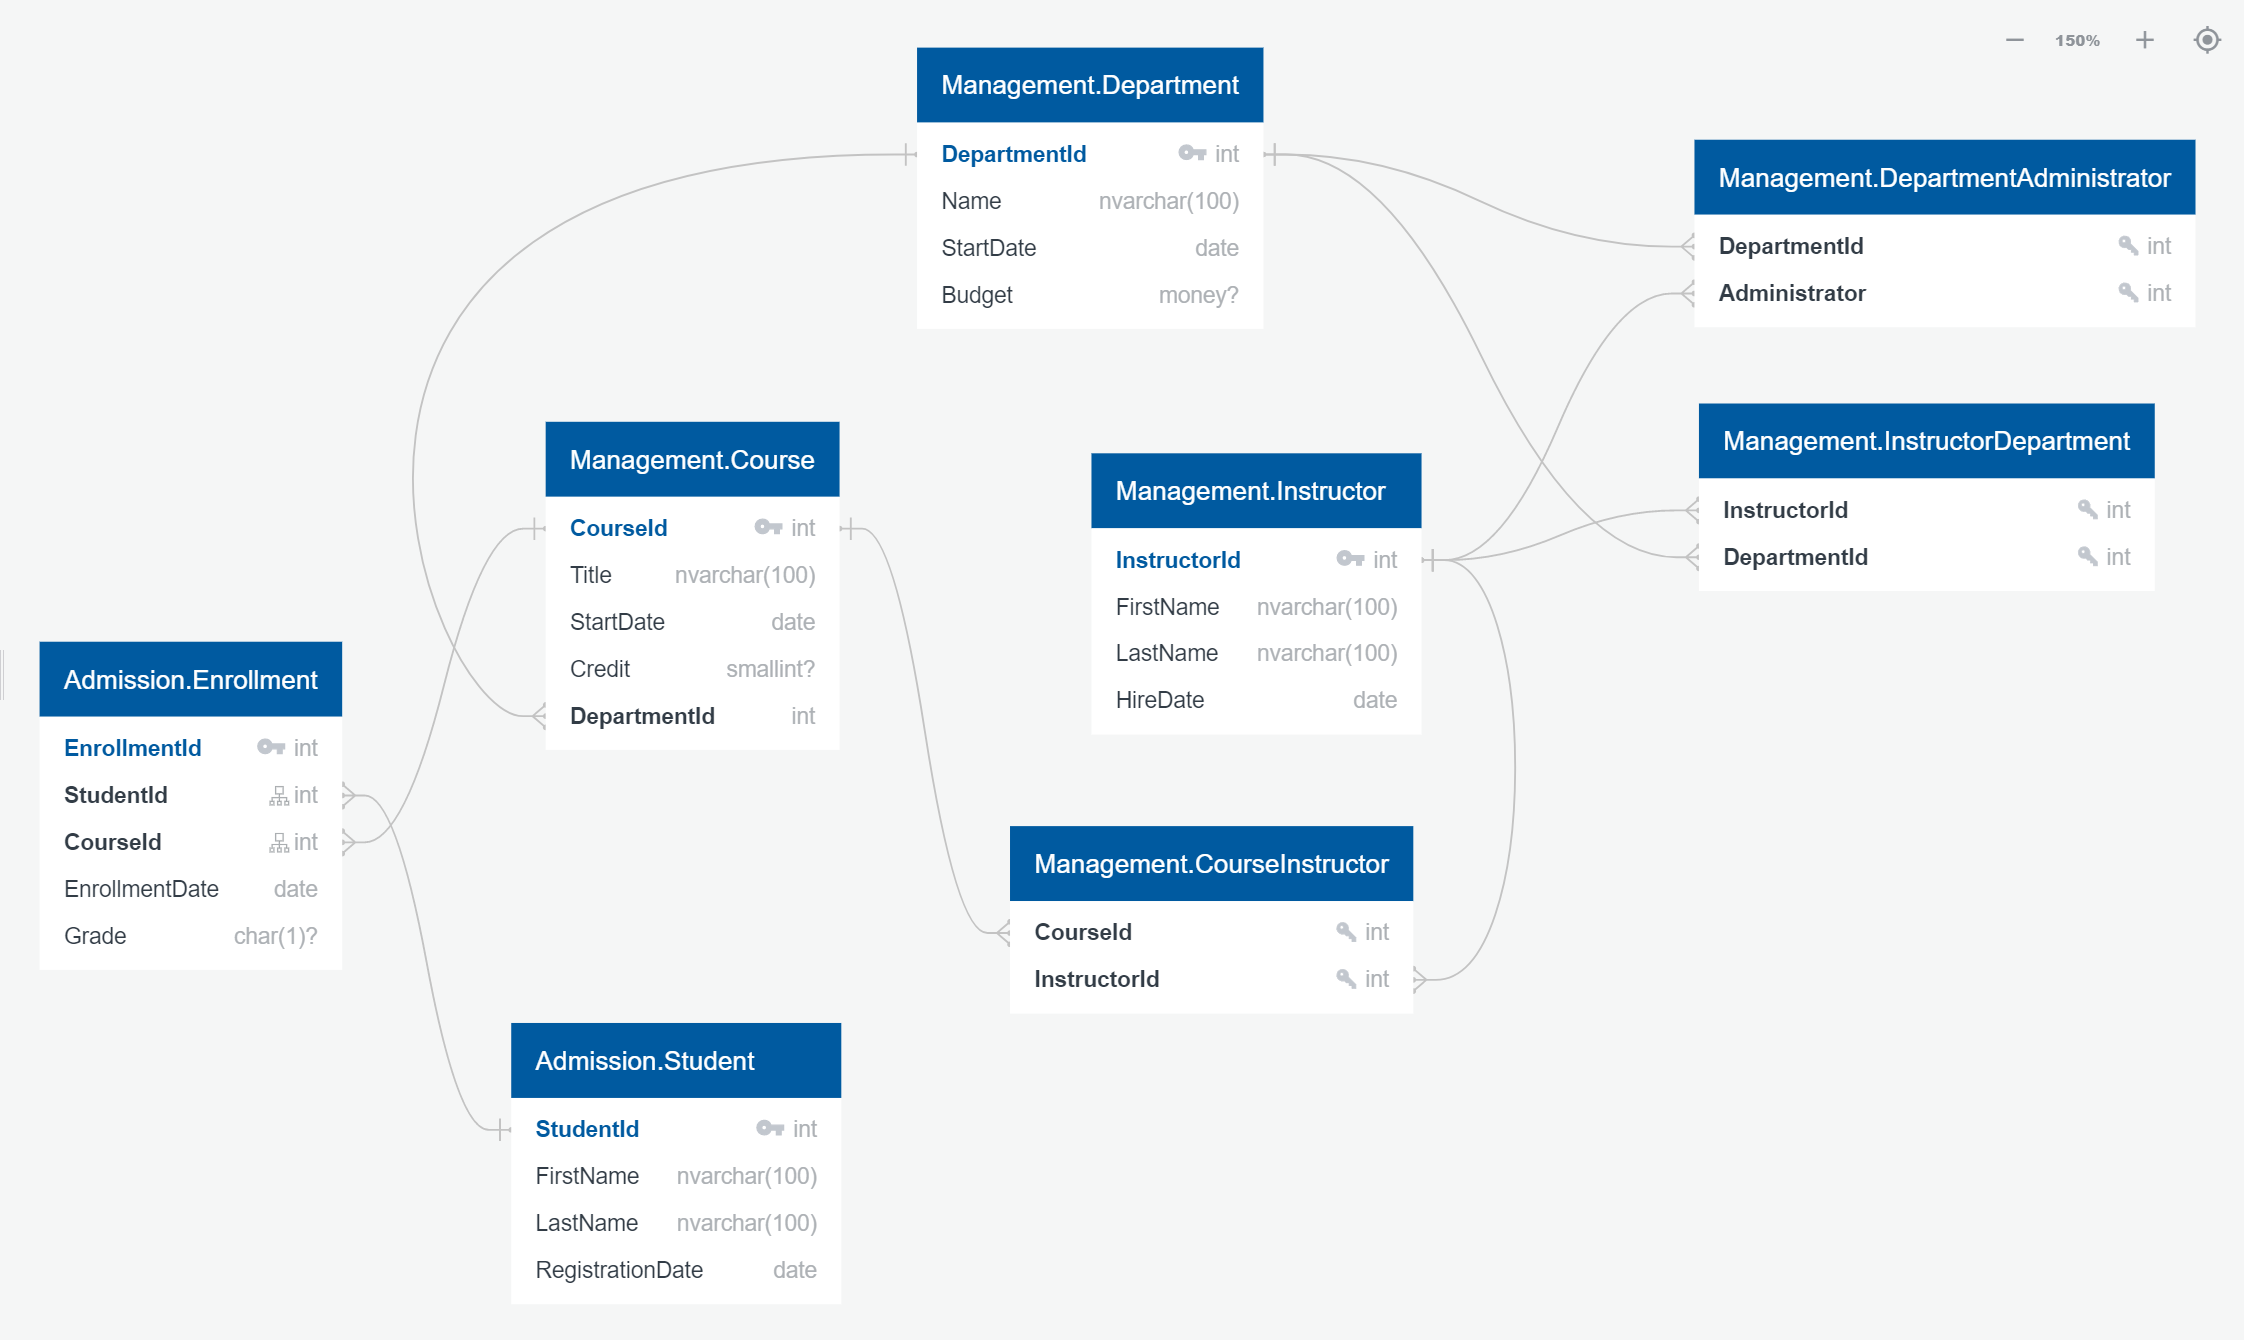 150%
Management.Department
DepartmentId int
Name nvarchar(100)
StartDate date
Budget money?
Management.DepartmentAdministrator
DepartmentId int
Administrator int
Management.InstructorDepartment
InstructorId int
DepartmentId int
Management.Course
CourseId int
Title nvarchar(100)
StartDate date
Credit smallint?
DepartmentId int
Management.Instructor
InstructorId int
FirstName nvarchar(100)
LastName nvarchar(100)
HireDate date
Admission.Enrollment
EnrollmentId int
StudentId int
CourseId int
EnrollmentDate date
Grade char(1)?
Management.CourseInstructor
CourseId int
InstructorId int
Admission.Student
StudentId int
FirstName nvarchar(100)
LastName nvarchar(100)
RegistrationDate date